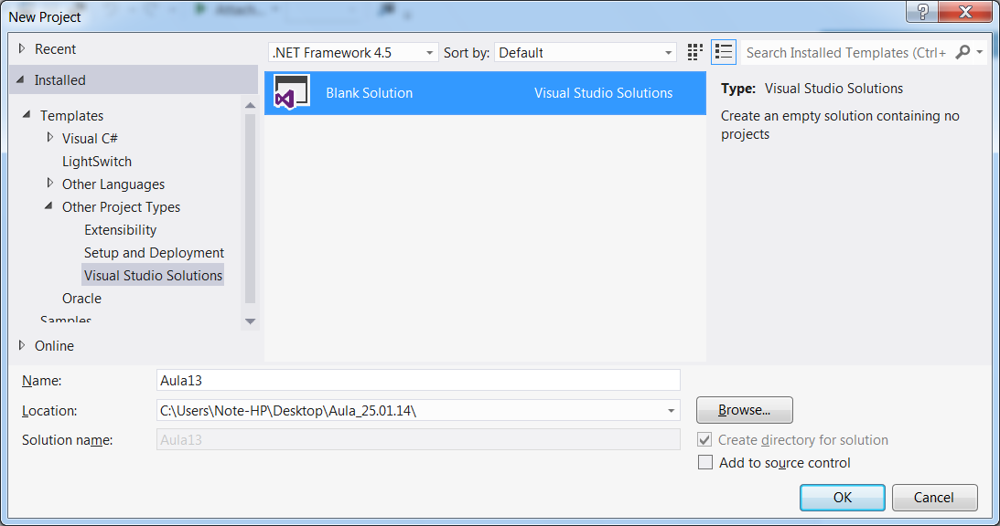 New Project
Attach...
Recent
Installed
Templates
Visual C#
LightSwitch
Other Languages
Other Project Types
Extensibility
Setup and Deployment
Visual Studio Solutions
Oracle
Samples
Online
.NET Framework 4.5 Sort by: Default Search Installed Templates (Ctrl+
Blank Solution Visual Studio Solutions
Type: Visual Studio Solutions
Create an empty solution containing no
projects
Name: Aula13
Location: C:\Users\Note-HP\Desktop\Aula_25.01.14\ Browse...
Solution name: Aula13 Create directory for solution
Add to source control
OK Cancel